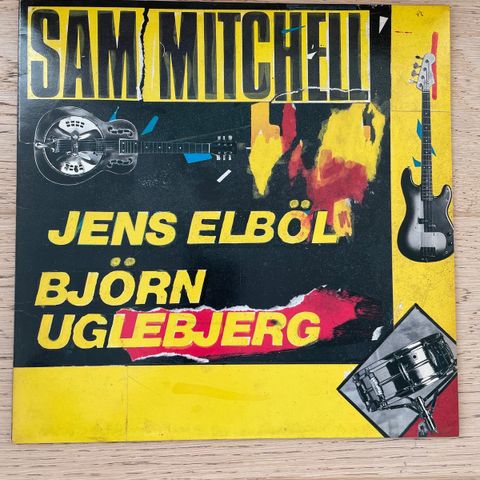 SAM MITCHELL
JENS ELBÖL
BJÖRN
UGLEBJERG